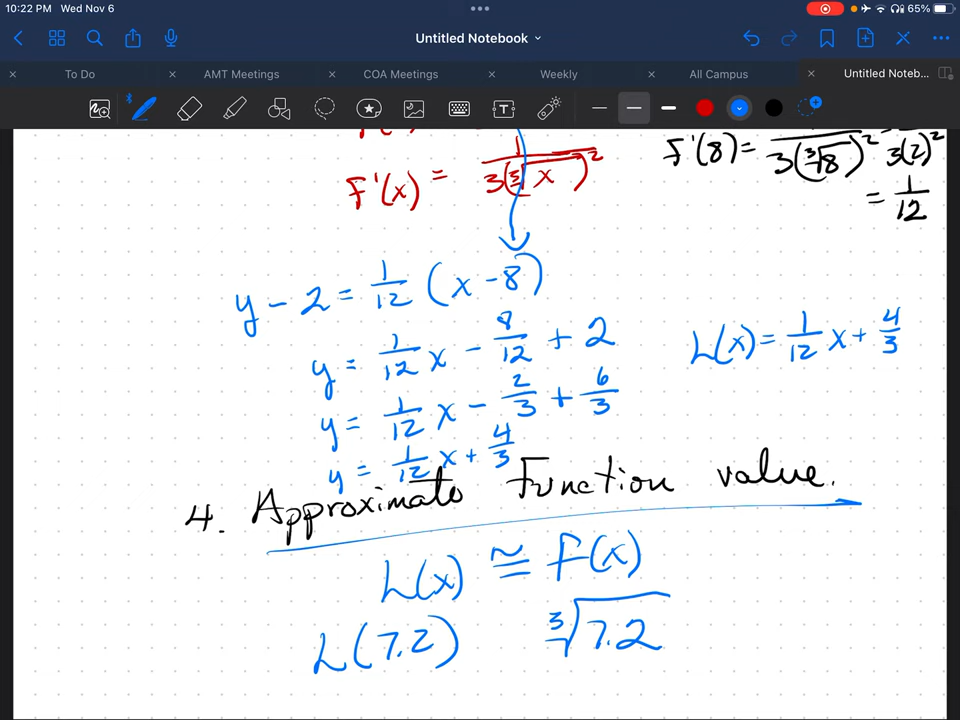 10:22 PM Wed Nov 6 65%
Untitled Notebook
To Do AMT Meetings COA Meetings Weekly All Campus Untitled Noteb...
F'(x) = 1/3(∛x)²
F'(8) = 1/3(∛8)² = 1/3(2)²
= 1/12
y - 2 = 1/12 (x - 8)
y = 1/12 x - 8/12 + 2
L(x) = 1/12 x + 4/3
y = 1/12 x - 2/3 + 6/3
y = 1/12 x + 4/3
4. Approximate Function value.
L(x) ≅ F(x)
L(7.2) ∛7.2